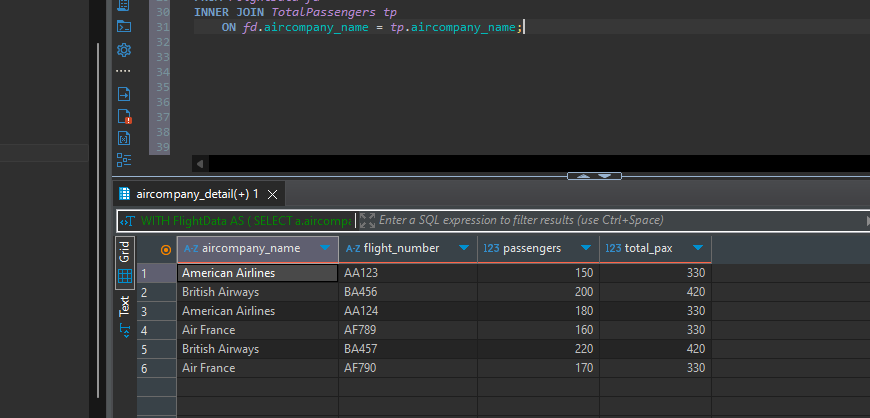 30
INNER JOIN TotalPassengers tp
31
ON fd.aircompany_name = tp.aircompany_name;
32
33
34
35
36
37
38
39
aircompany_detail(+) 1
WITH FlightData AS ( SELECT a.aircompa
Enter a SQL expression to filter results (use Ctrl+Space)
Grid
Text
A-Z aircompany_name A-Z flight_number 123 passengers 123 total_pax
1 American Airlines AA123 150 330
2 British Airways BA456 200 420
3 American Airlines AA124 180 330
4 Air France AF789 160 330
5 British Airways BA457 220 420
6 Air France AF790 170 330